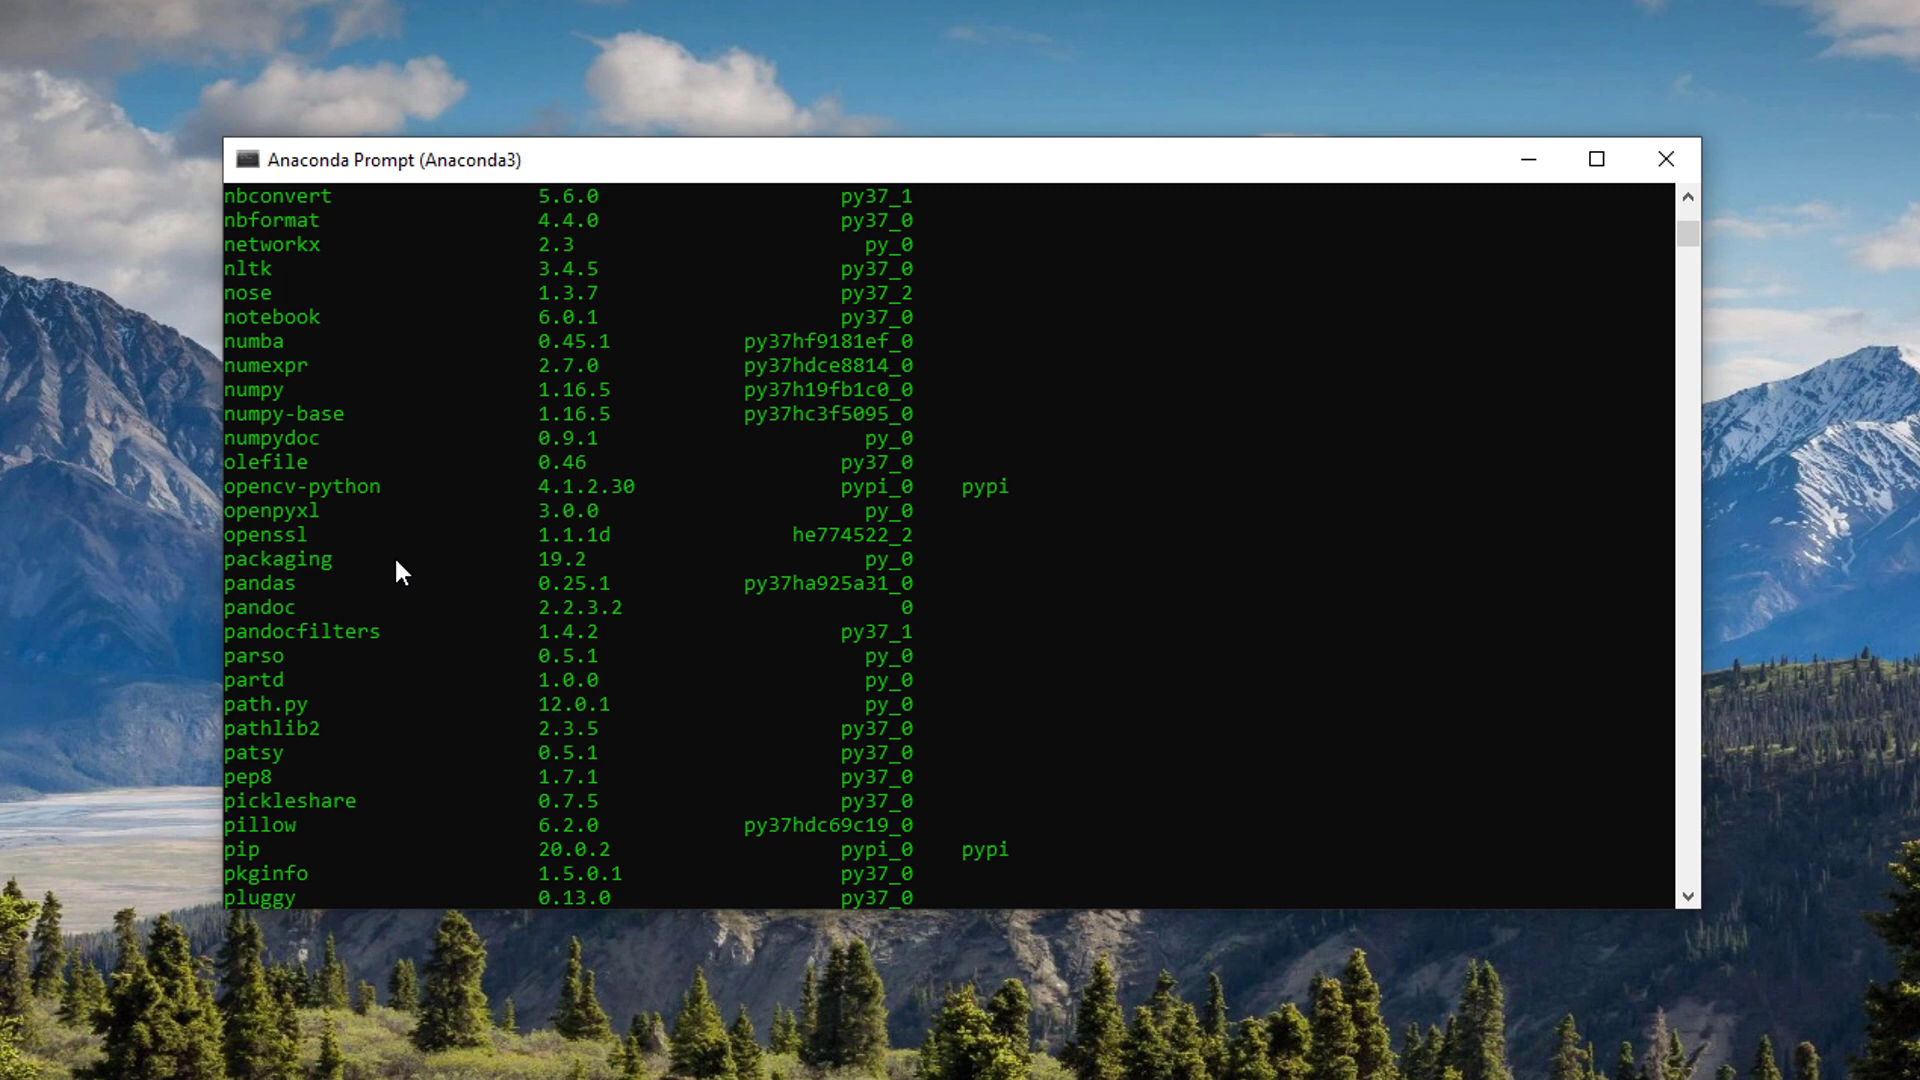 Anaconda Prompt (Anaconda3)
nbconvert 5.6.0 py37_1
nbformat 4.4.0 py37_0
networkx 2.3 py_0
nltk 3.4.5 py37_0
nose 1.3.7 py37_2
notebook 6.0.1 py37_0
numba 0.45.1 py37hf9181ef_0
numexpr 2.7.0 py37hdce8814_0
numpy 1.16.5 py37h19fb1c0_0
numpy-base 1.16.5 py37hc3f5095_0
numpydoc 0.9.1 py_0
olefile 0.46 py37_0
opencv-python 4.1.2.30 pypi_0 pypi
openpyxl 3.0.0 py_0
openssl 1.1.1d he774522_2
packaging 19.2 py_0
pandas 0.25.1 py37ha925a31_0
pandoc 2.2.3.2 0
pandocfilters 1.4.2 py37_1
parso 0.5.1 py_0
partd 1.0.0 py_0
path.py 12.0.1 py_0
pathlib2 2.3.5 py37_0
patsy 0.5.1 py37_0
pep8 1.7.1 py37_0
pickleshare 0.7.5 py37_0
pillow 6.2.0 py37hdc69c19_0
pip 20.0.2 pypi_0 pypi
pkginfo 1.5.0.1 py37_0
pluggy 0.13.0 py37_0